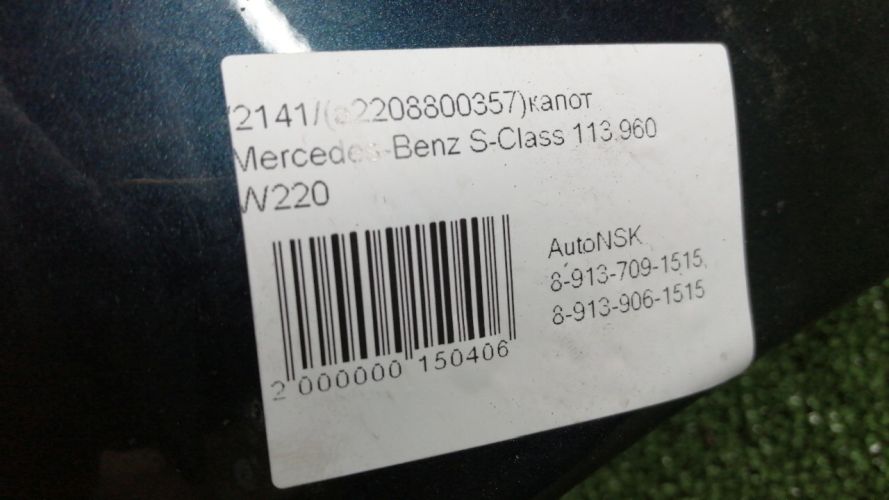 2141/(a2208800357)капот
Mercedes-Benz S-Class 113.960
W220
AutoNSK
8-913-709-1515,
8-913-906-1515
2 000000 150406